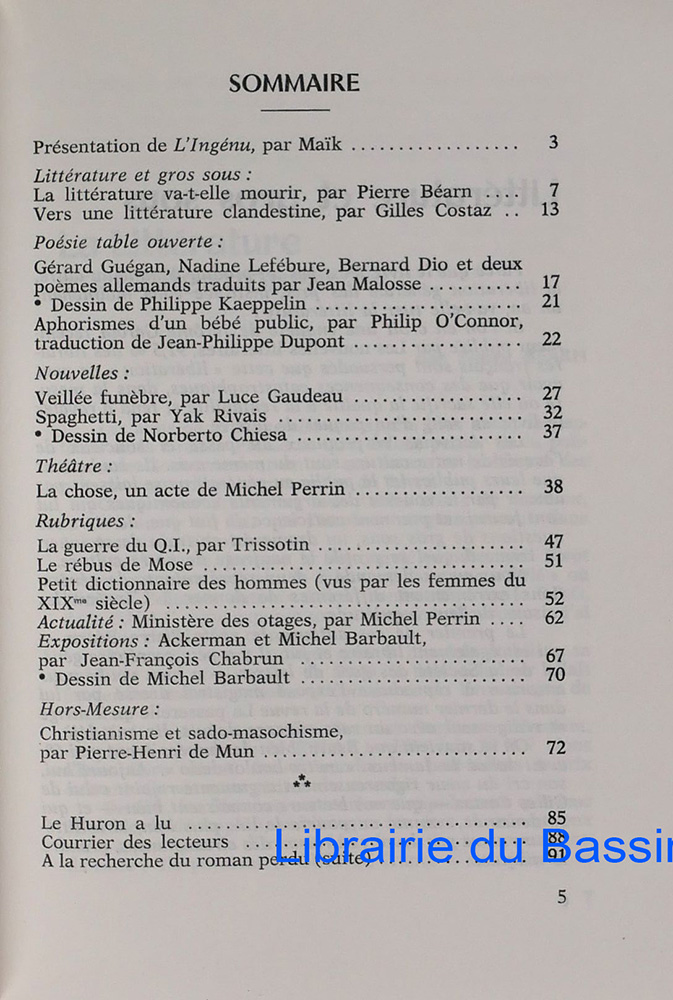 SOMMAIRE
Présentation de L'Ingénu, par Maïk .................. 3
Littérature et gros sous :
La littérature va-t-elle mourir, par Pierre Béarn .... 7
Vers une littérature clandestine, par Gilles Costaz .. 13
Poésie table ouverte :
Gérard Guégan, Nadine Lefébure, Bernard Dio et deux
poèmes allemands traduits par Jean Malosse .......... 17
• Dessin de Philippe Kaeppelin ...................... 21
Aphorismes d'un bébé public, par Philip O'Connor,
traduction de Jean-Philippe Dupont .................. 22
Nouvelles :
Veillée funèbre, par Luce Gaudeau .................. 27
Spaghetti, par Yak Rivais .......................... 32
• Dessin de Norberto Chiesa ........................ 37
Théâtre :
La chose, un acte de Michel Perrin .................. 38
Rubriques :
La guerre du Q.I., par Trissotin ...................... 47
Le rébus de Mose .................................. 51
Petit dictionnaire des hommes (vus par les femmes du
XIXme siècle) ...................................... 52
Actualité : Ministère des otages, par Michel Perrin .... 62
Expositions : Ackerman et Michel Barbault,
par Jean-François Chabrun ........................ 67
• Dessin de Michel Barbault ........................ 70
Hors-Mesure :
Christianisme et sado-masochisme,
par Pierre-Henri de Mun ............................ 72
***
Le Huron a lu .................................... 85
Courrier des lecteurs .............................. 88
A la recherche du roman perdu (suite) ................ 91
Librairie du Bassin
5